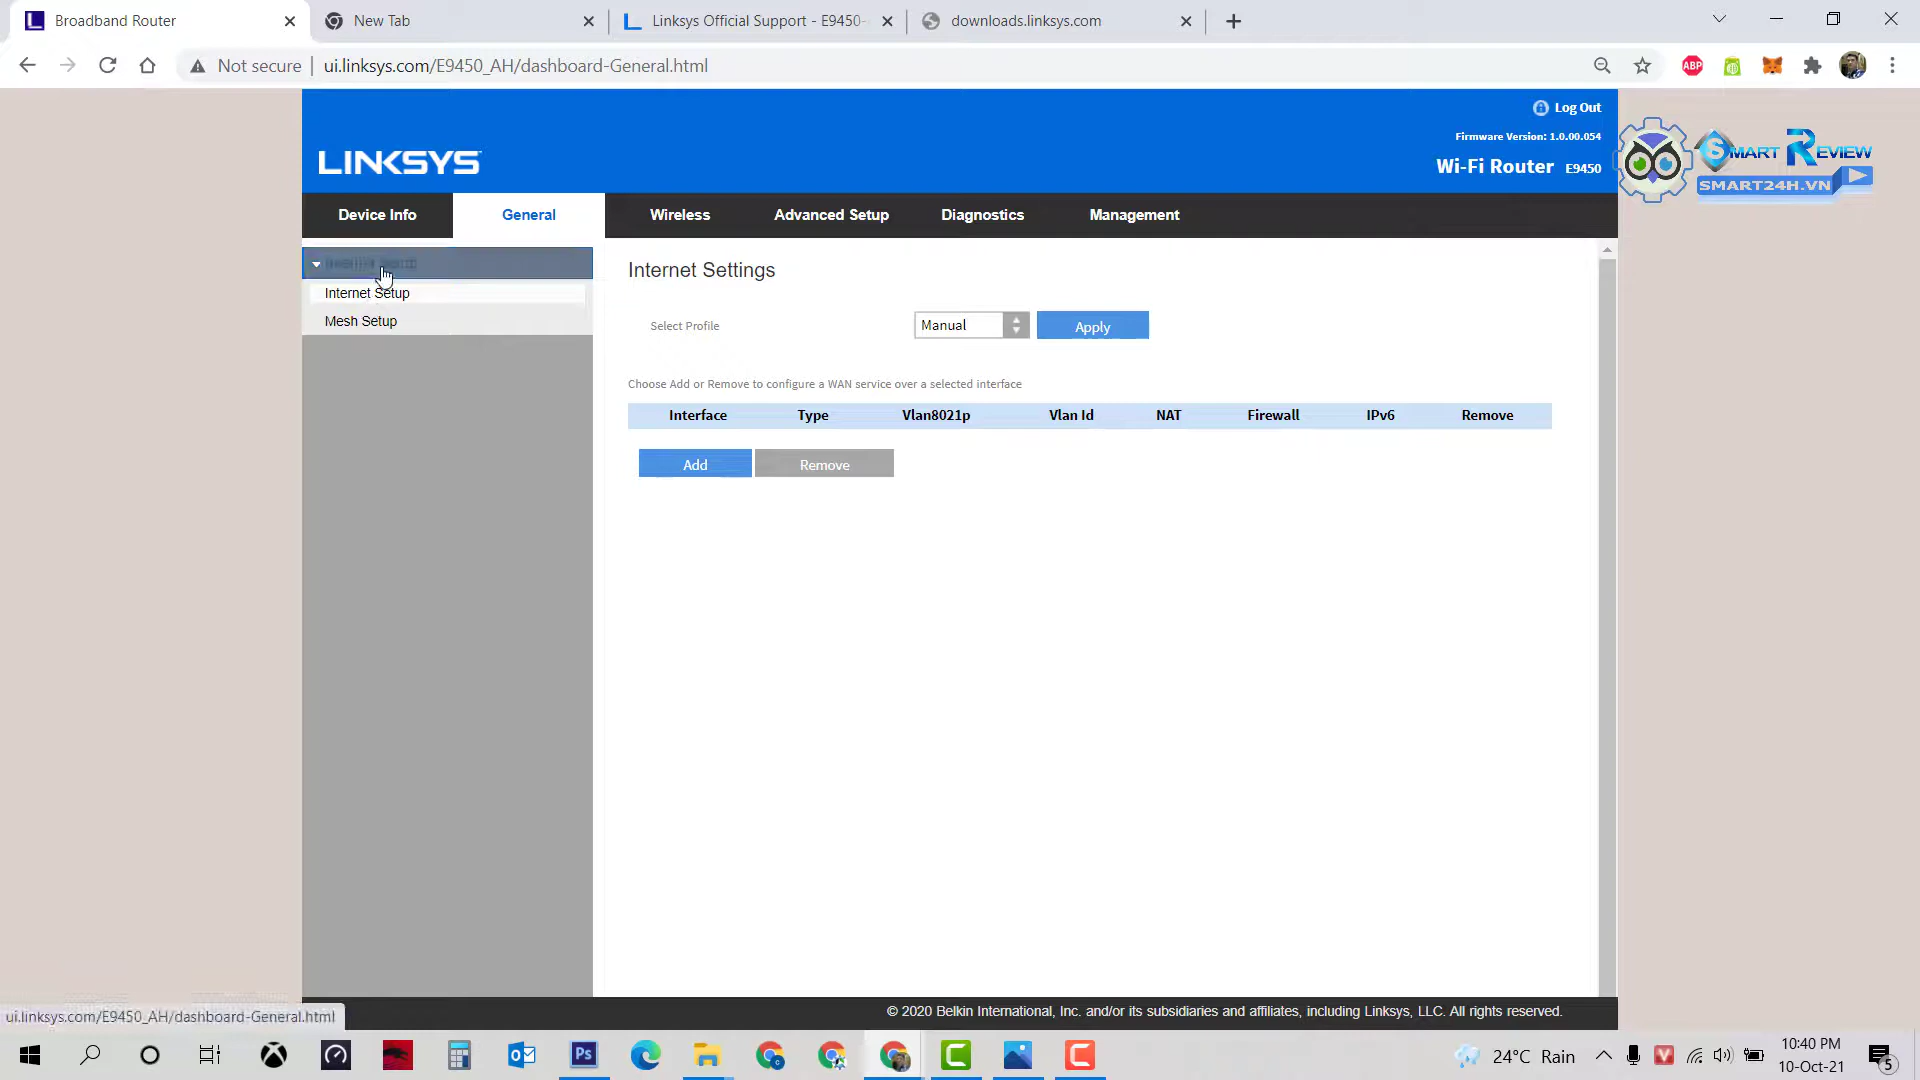 Broadband Router
New Tab
Linksys Official Support - E9450-
downloads.linksys.com
Not secure
ui.linksys.com/E9450_AH/dashboard-General.html
ABP
Log Out
Firmware Version: 1.0.00.054
LINKSYS
Wi-Fi Router E9450
SMART REVIEW
SMART24H.VN
Device Info
General
Wireless
Advanced Setup
Diagnostics
Management
Internet Setup
Mesh Setup
Internet Settings
Select Profile
Manual
Apply
Choose Add or Remove to configure a WAN service over a selected interface
Interface Type Vlan8021p Vlan Id NAT Firewall IPv6 Remove
Add
Remove
© 2020 Belkin International, Inc. and/or its subsidiaries and affiliates, including Linksys, LLC. All rights reserved.
ui.linksys.com/E9450_AH/dashboard-General.html
Ps
24°C Rain
10:40 PM
10-Oct-21
5